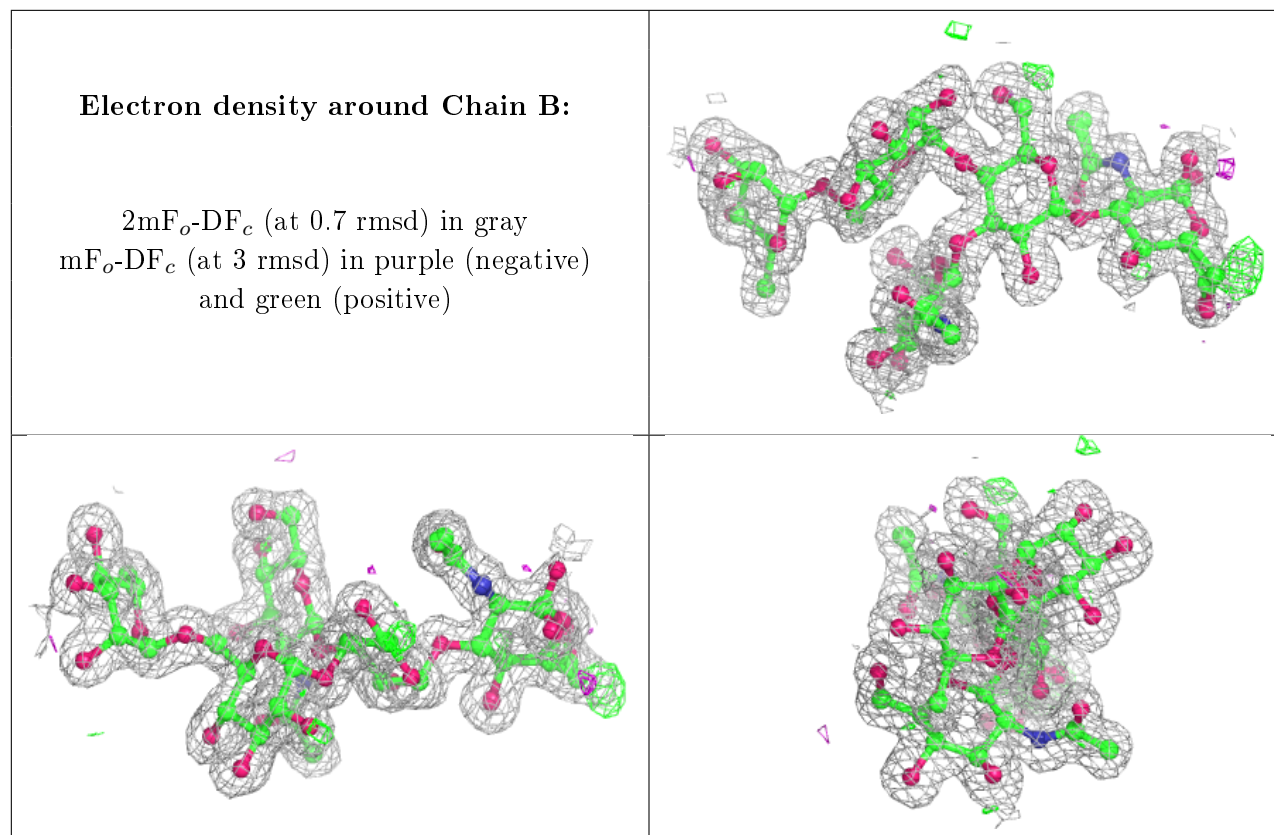 Electron density around Chain B:
2mFₒ-DF𝒸 (at 0.7 rmsd) in gray
mFₒ-DF𝒸 (at 3 rmsd) in purple (negative)
and green (positive)